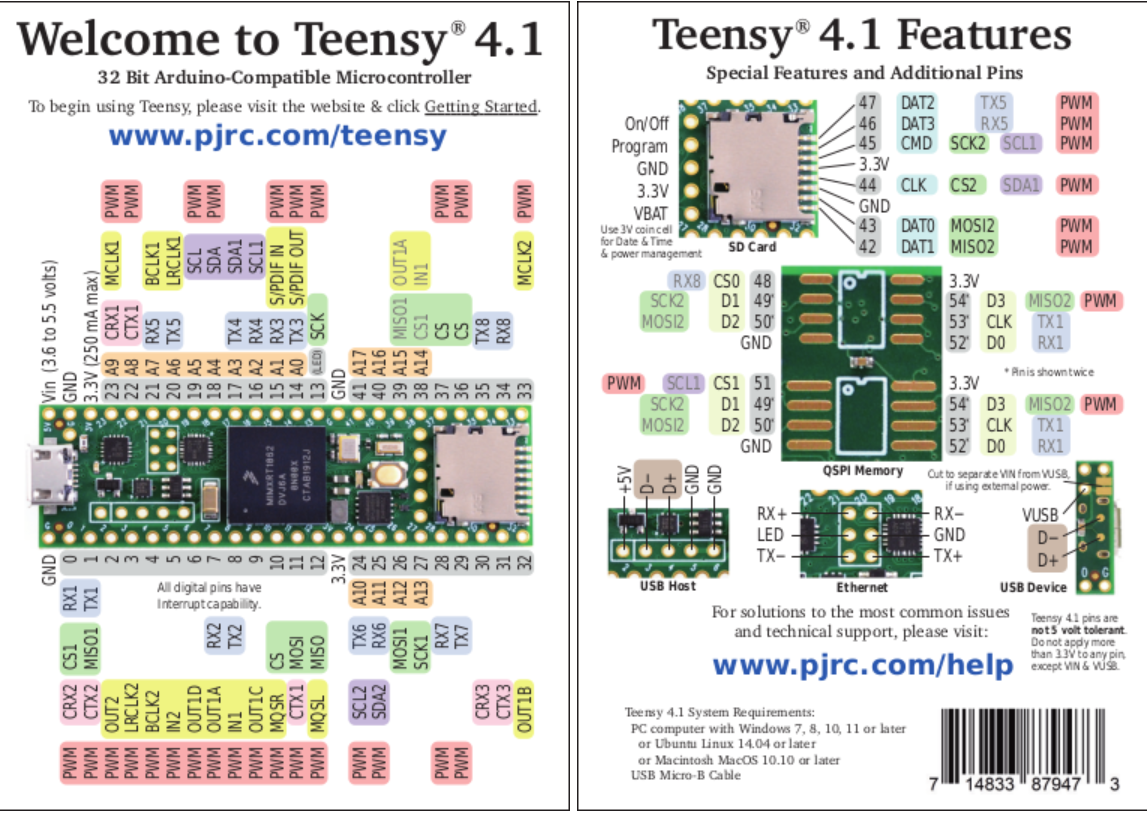 Welcome to Teensy® 4.1
32 Bit Arduino-Compatible Microcontroller
To begin using Teensy, please visit the website & click Getting Started.
www.pjrc.com/teensy
PWM PWM PWM PWM PWM PWM PWM PWM PWM PWM
MCLK1 BCLK1 LRCLK1 SCL SDA SDA1 SCL1 S/PDIF IN S/PDIF OUT OUT1A IN1 MCLK2
CRX1 CTX1 RX5 TX5 TX4 RX4 RX3 TX3 SCK MISO1 CS1 CS CS TX8 RX8
A9 A8 A7 A6 A5 A4 A3 A2 A1 A0 (LED) A17 A16 A15 A14
Vin (3.6 to 5.5 volts) GND 3.3V (250 mA max) 23 22 21 20 19 18 17 16 15 14 13 GND 41 40 39 38 37 36 35 34 33
MIMXRT1062
DVJ6A
CTAB1912J
GND 0 1 2 3 4 5 6 7 8 9 10 11 12 3.3V 24 25 26 27 28 29 30 31 32
RX1 TX1 A10 A11 A12 A13
All digital pins have
Interrupt capability.
CS1 MISO1 RX2 TX2 CS MOSI MISO TX6 RX6 MOSI1 SCK1 RX7 TX7
CRX2 CTX2 OUT2 LRCLK2 BCLK2 IN2 OUT1D OUT1A IN1 OUT1C MQSR CTX1 MQSL SCL2 SDA2 CRX3 CTX3 OUT1B
PWM PWM PWM PWM PWM PWM PWM PWM PWM PWM PWM PWM PWM PWM PWM PWM PWM
Teensy® 4.1 Features
Special Features and Additional Pins
On/Off
Program
GND
3.3V
VBAT
Use 3V coin cell
for Date & Time
& power management
SD Card
47 DAT2 TX5 PWM
46 DAT3 RX5 PWM
45 CMD SCK2 SCL1 PWM
3.3V
44 CLK CS2 SDA1 PWM
GND
43 DAT0 MOSI2 PWM
42 DAT1 MISO2 PWM
RX8 CS0 48 3.3V
SCK2 D1 49* 54* D3 MISO2 PWM
MOSI2 D2 50* 53* CLK TX1
GND 52* D0 RX1
* Pin is shown twice
PWM SCL1 CS1 51 3.3V
SCK2 D1 49* 54* D3 MISO2 PWM
MOSI2 D2 50* 53* CLK TX1
GND 52* D0 RX1
QSPI Memory
+5V D- D+ GND GND
USB Host
RX+ RX-
LED GND
TX- TX+
Ethernet
Cut to separate VIN from VUSB,
if using external power.
VUSB
D-
D+
USB Device
For solutions to the most common issues
and technical support, please visit:
www.pjrc.com/help
Teensy 4.1 pins are
not 5 volt tolerant.
Do not apply more
than 3.3V to any pin,
except VIN & VUSB.
Teensy 4.1 System Requirements:
PC computer with Windows 7, 8, 10, 11 or later
or Ubuntu Linux 14.04 or later
or Macintosh MacOS 10.10 or later
USB Micro-B Cable
7 14833 87947 3